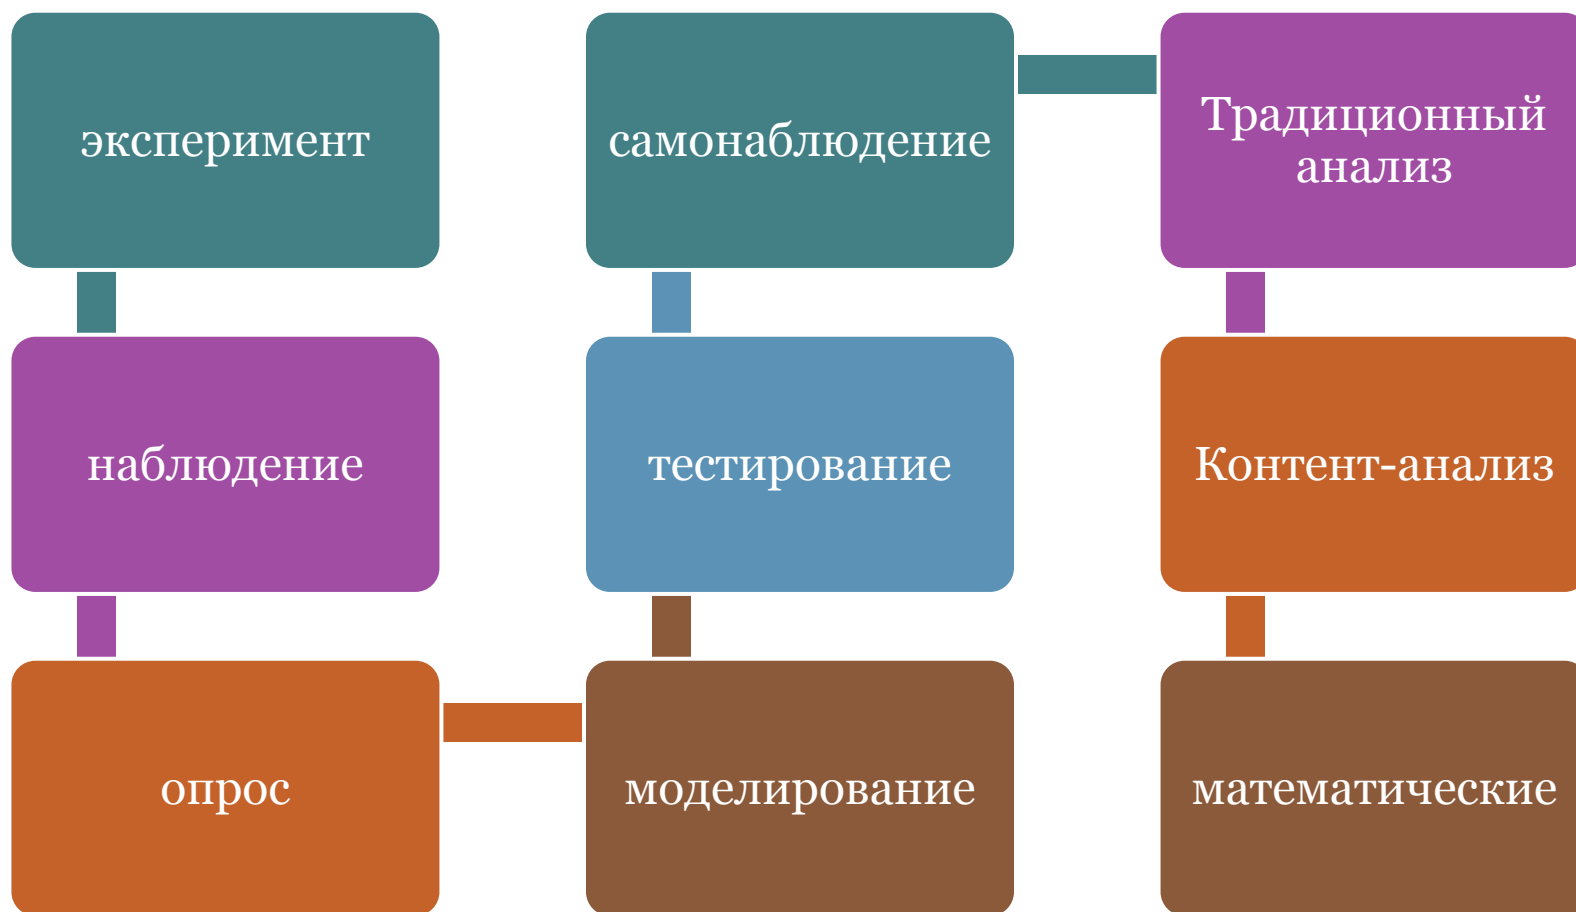 эксперимент
наблюдение
опрос
моделирование
тестирование
самонаблюдение
Традиционный
анализ
Контент-анализ
математические